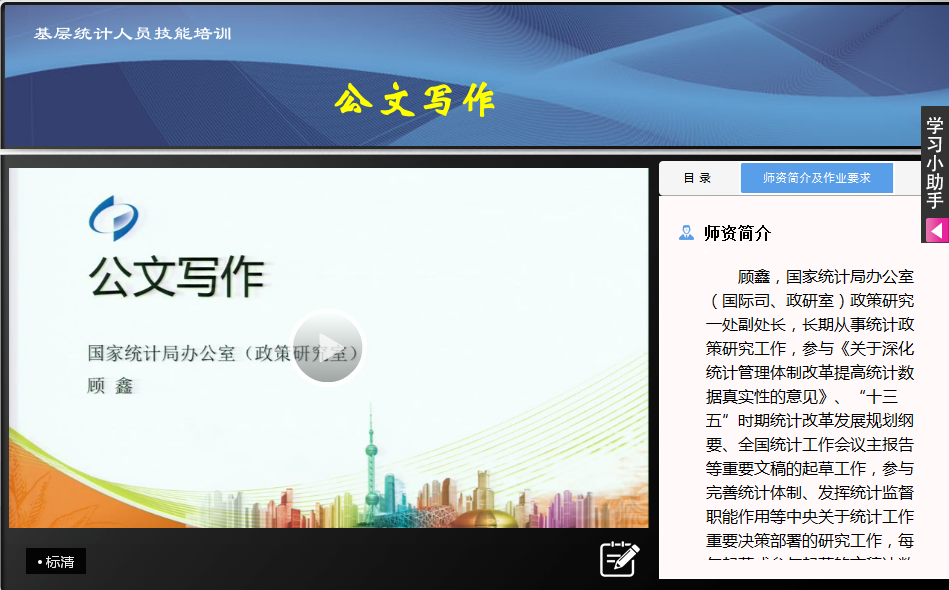 基层统计人员技能培训
公文写作
学习小助手
目 录
师资简介及作业要求
公文写作
国家统计局办公室（政策研究室）
顾 鑫
标清
师资简介
顾鑫，国家统计局办公室
（国际司、政研室）政策研究
一处副处长，长期从事统计政
策研究工作，参与《关于深化
统计管理体制改革提高统计数
据真实性的意见》、“十三
五”时期统计改革发展规划纲
要、全国统计工作会议主报告
等重要文稿的起草工作，参与
完善统计体制、发挥统计监督
职能作用等中央关于统计工作
重要决策部署的研究工作，每